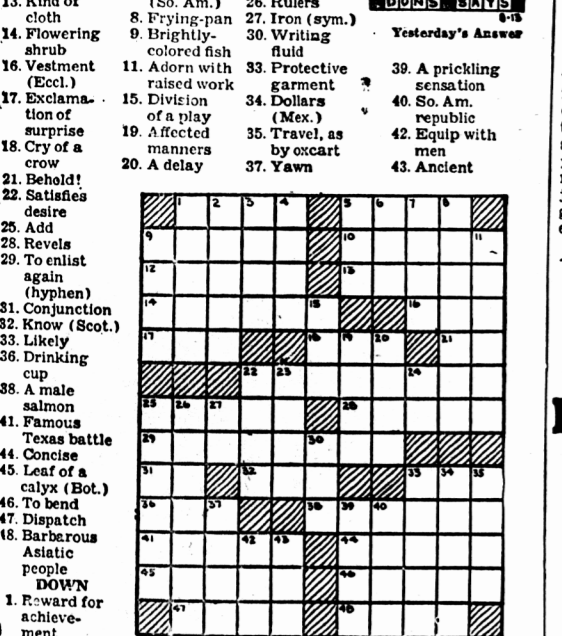 13. Kind of
cloth
14. Flowering
shrub
16. Vestment
(Eccl.)
17. Exclama-
tion of
surprise
18. Cry of a
crow
21. Behold!
22. Satisfies
desire
25. Add
28. Revels
29. To enlist
again
(hyphen)
31. Conjunction
32. Know (Scot.)
33. Likely
36. Drinking
cup
38. A male
salmon
41. Famous
Texas battle
44. Concise
45. Leaf of a
calyx (Bot.)
46. To bend
47. Dispatch
48. Barbarous
Asiatic
people
DOWN
1. Reward for
achieve-
ment
(So. Am.)
8. Frying-pan
9. Brightly-
colored fish
11. Adorn with
raised work
15. Division
of a play
19. Affected
manners
20. A delay
26. Rulers
27. Iron (sym.)
30. Writing
fluid
33. Protective
garment
34. Dollars
(Mex.)
35. Travel, as
by oxcart
37. Yawn
DONS SAYS
8-13
Yesterday's Answer
39. A prickling
sensation
40. So. Am.
republic
42. Equip with
men
43. Ancient
1 2 3 4 5 6 7 8
9 10 11
12 13
14 15 16
17 18 19 20 21
22 23 24
25 26 27 28
29 30
31 32 33 34 35
36 37 38 39 40
41 42 43 44
45 46
47 48